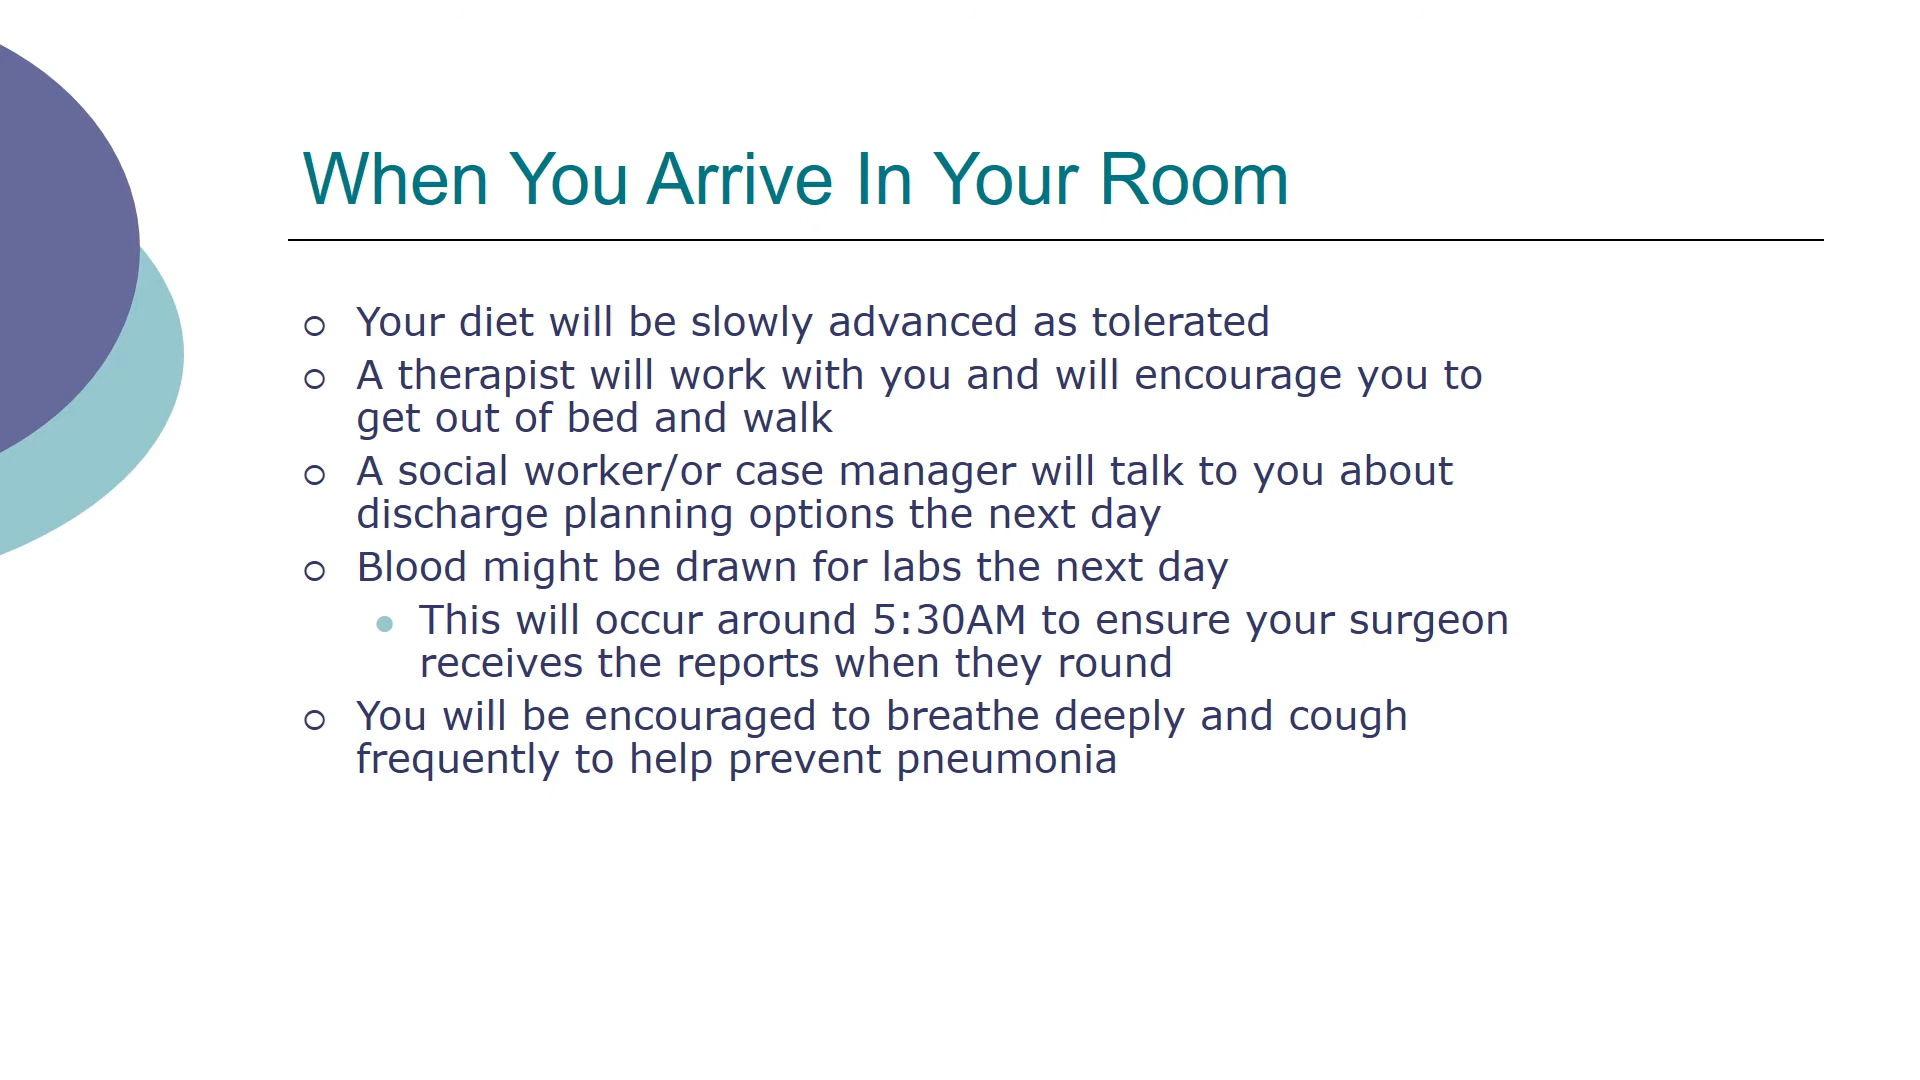 When You Arrive In Your Room
Your diet will be slowly advanced as tolerated
A therapist will work with you and will encourage you to
get out of bed and walk
A social worker/or case manager will talk to you about
discharge planning options the next day
Blood might be drawn for labs the next day
This will occur around 5:30AM to ensure your surgeon
receives the reports when they round
You will be encouraged to breathe deeply and cough
frequently to help prevent pneumonia